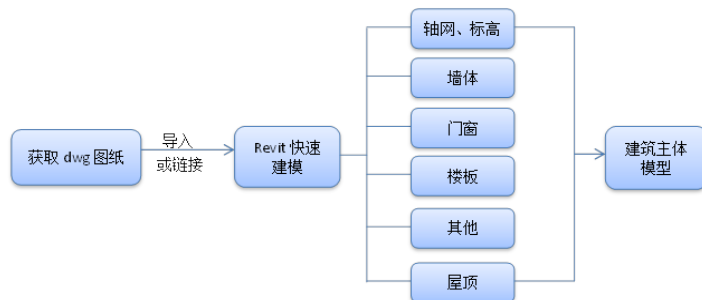 获取 dwg 图纸
导入
或链接
Revit 快速
建模
轴网、标高
墙体
门窗
楼板
其他
屋顶
建筑主体
模型